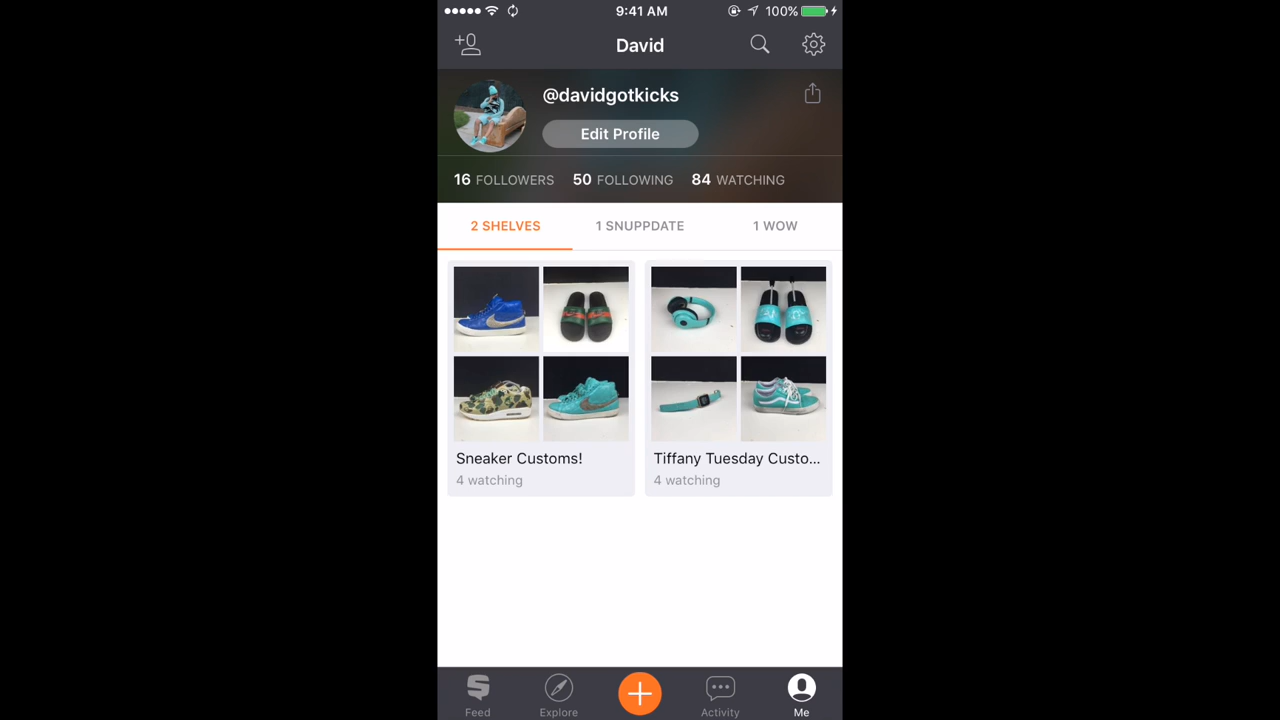 9:41 AM 100%
David
@davidgotkicks
Edit Profile
16 FOLLOWERS 50 FOLLOWING 84 WATCHING
2 SHELVES 1 SNUPPDATE 1 WOW
Sneaker Customs! Tiffany Tuesday Custo...
4 watching 4 watching
Feed Explore Activity Me